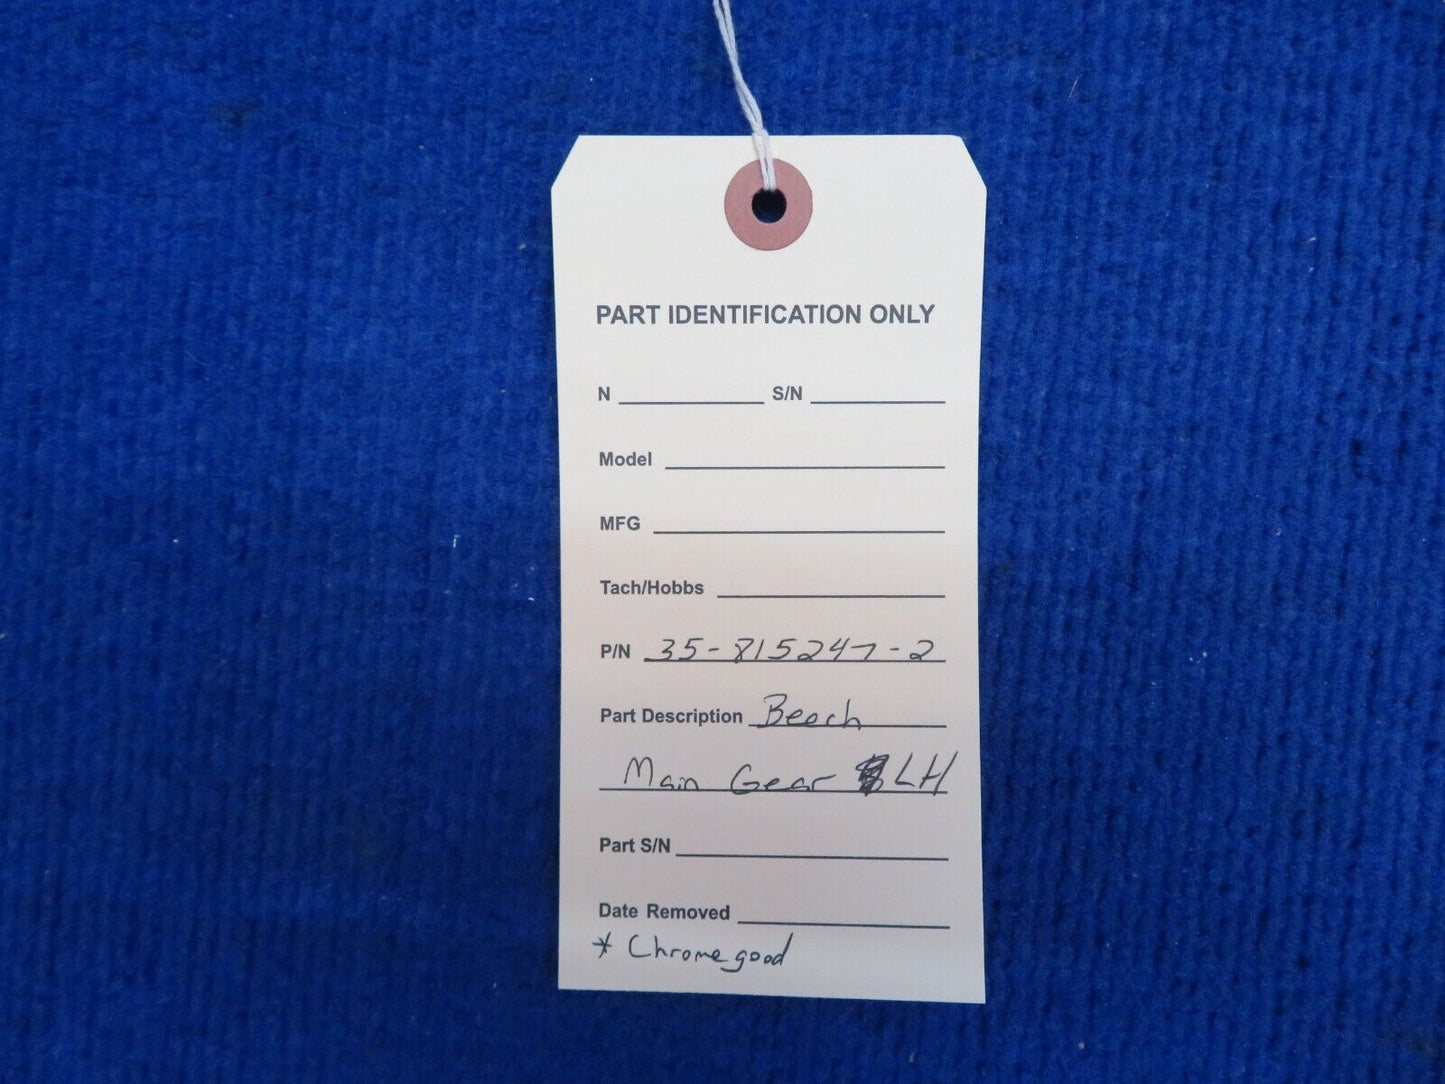 PART IDENTIFICATION ONLY
N S/N
Model
MFG
Tach/Hobbs
P/N 35-815247-2
Part Description Beech
Main Gear LH
Part S/N
Date Removed
* Chrome good